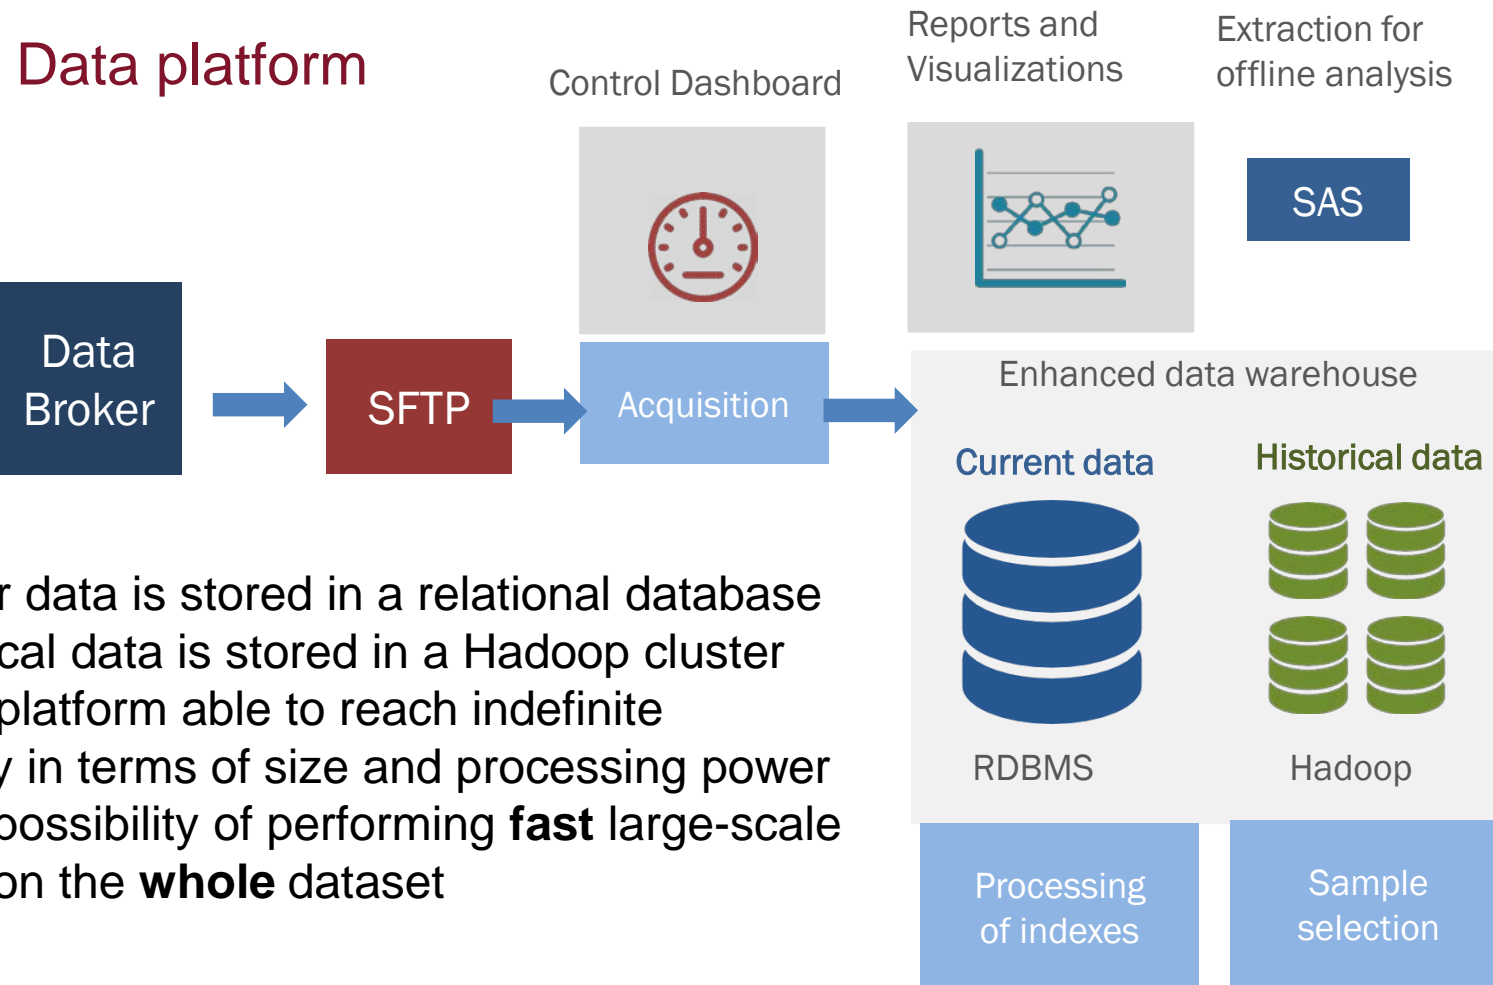 Data platform
Control Dashboard
Reports and
Visualizations
Extraction for
offline analysis
SAS
Data
Broker
SFTP
Acquisition
Enhanced data warehouse
Current data
Historical data
RDBMS
Hadoop
data is stored in a relational database
data is stored in a Hadoop cluster
platform able to reach indefinite
in terms of size and processing power
possibility of performing fast large-scale
on the whole dataset
Processing
of indexes
Sample
selection